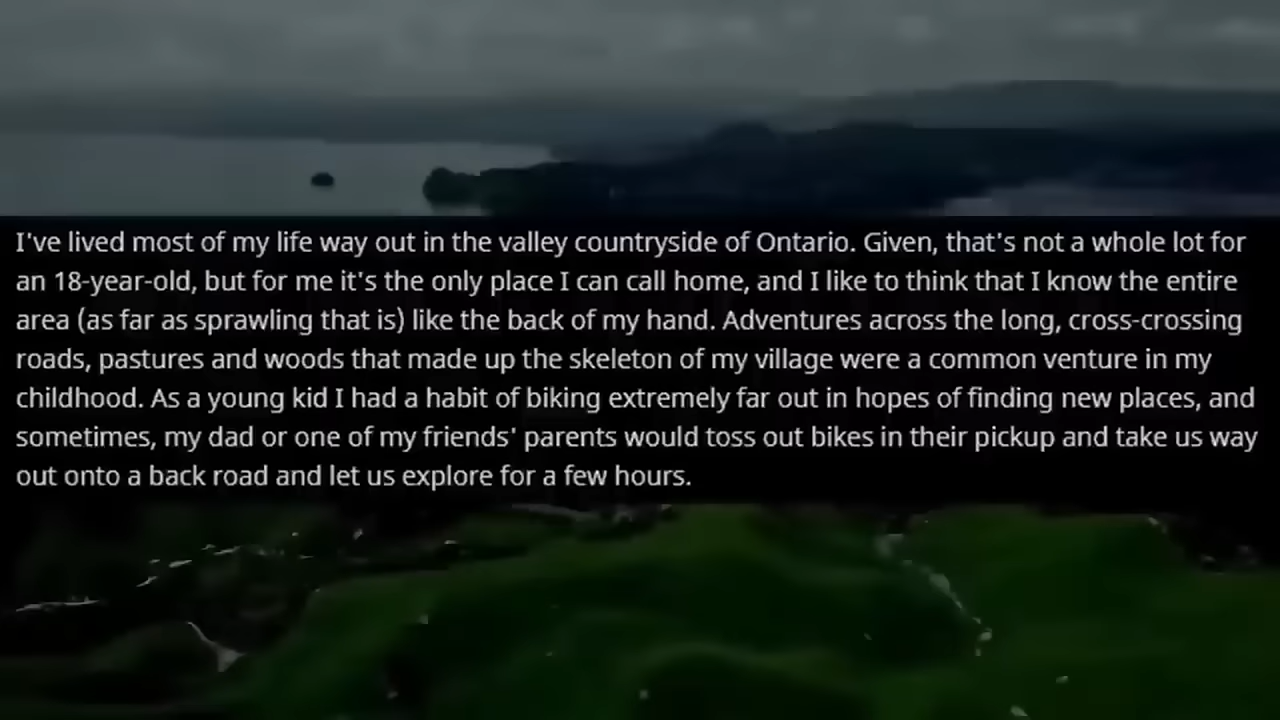 I've lived most of my life way out in the valley countryside of Ontario. Given, that's not a whole lot for
an 18-year-old, but for me it's the only place I can call home, and I like to think that I know the entire
area (as far as sprawling that is) like the back of my hand. Adventures across the long, cross-crossing
roads, pastures and woods that made up the skeleton of my village were a common venture in my
childhood. As a young kid I had a habit of biking extremely far out in hopes of finding new places, and
sometimes, my dad or one of my friends' parents would toss out bikes in their pickup and take us way
out onto a back road and let us explore for a few hours.